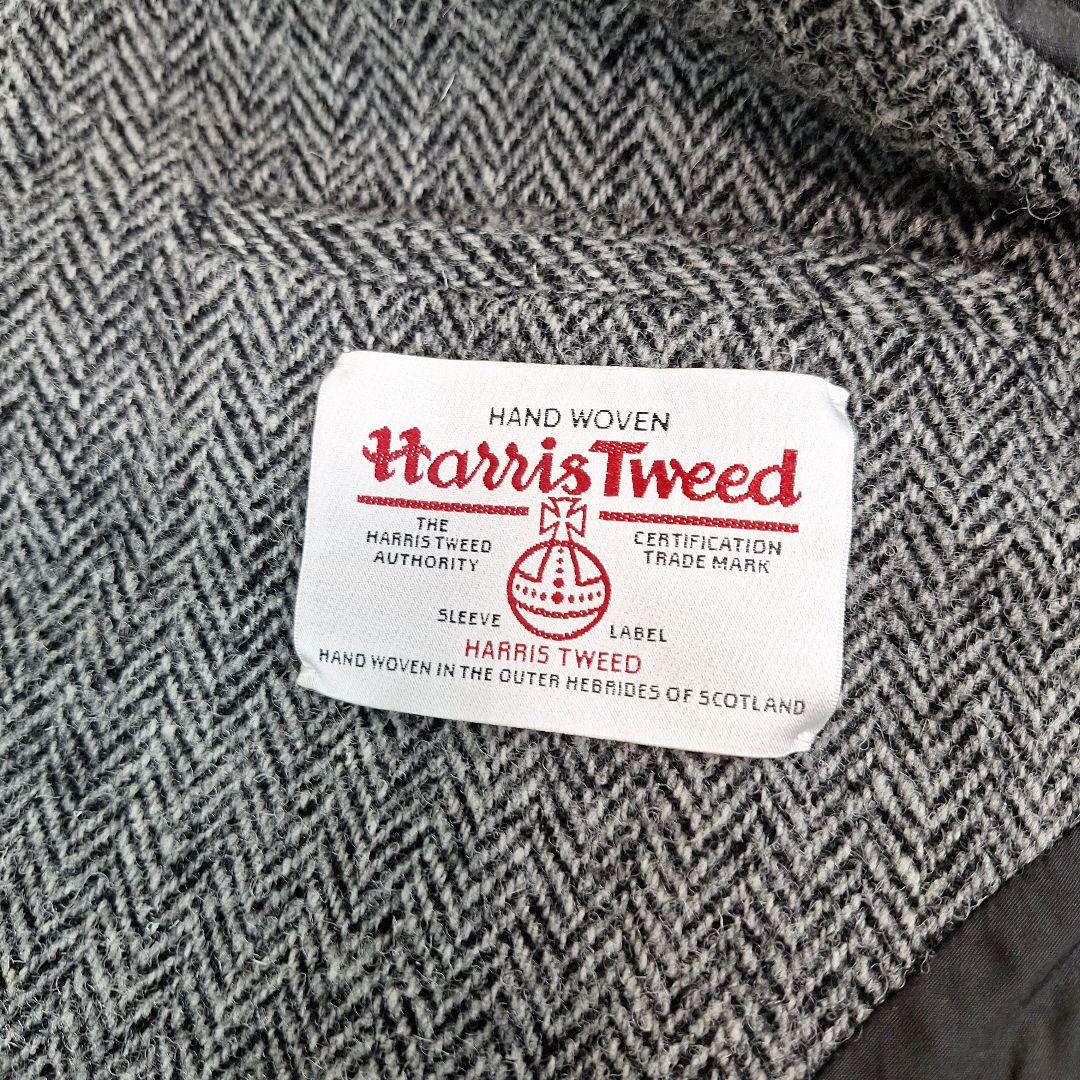 HAND WOVEN
Harris Tweed
THE
HARRIS TWEED
AUTHORITY
CERTIFICATION
TRADE MARK
SLEEVE LABEL
HARRIS TWEED
HAND WOVEN IN THE OUTER HEBRIDES OF SCOTLAND